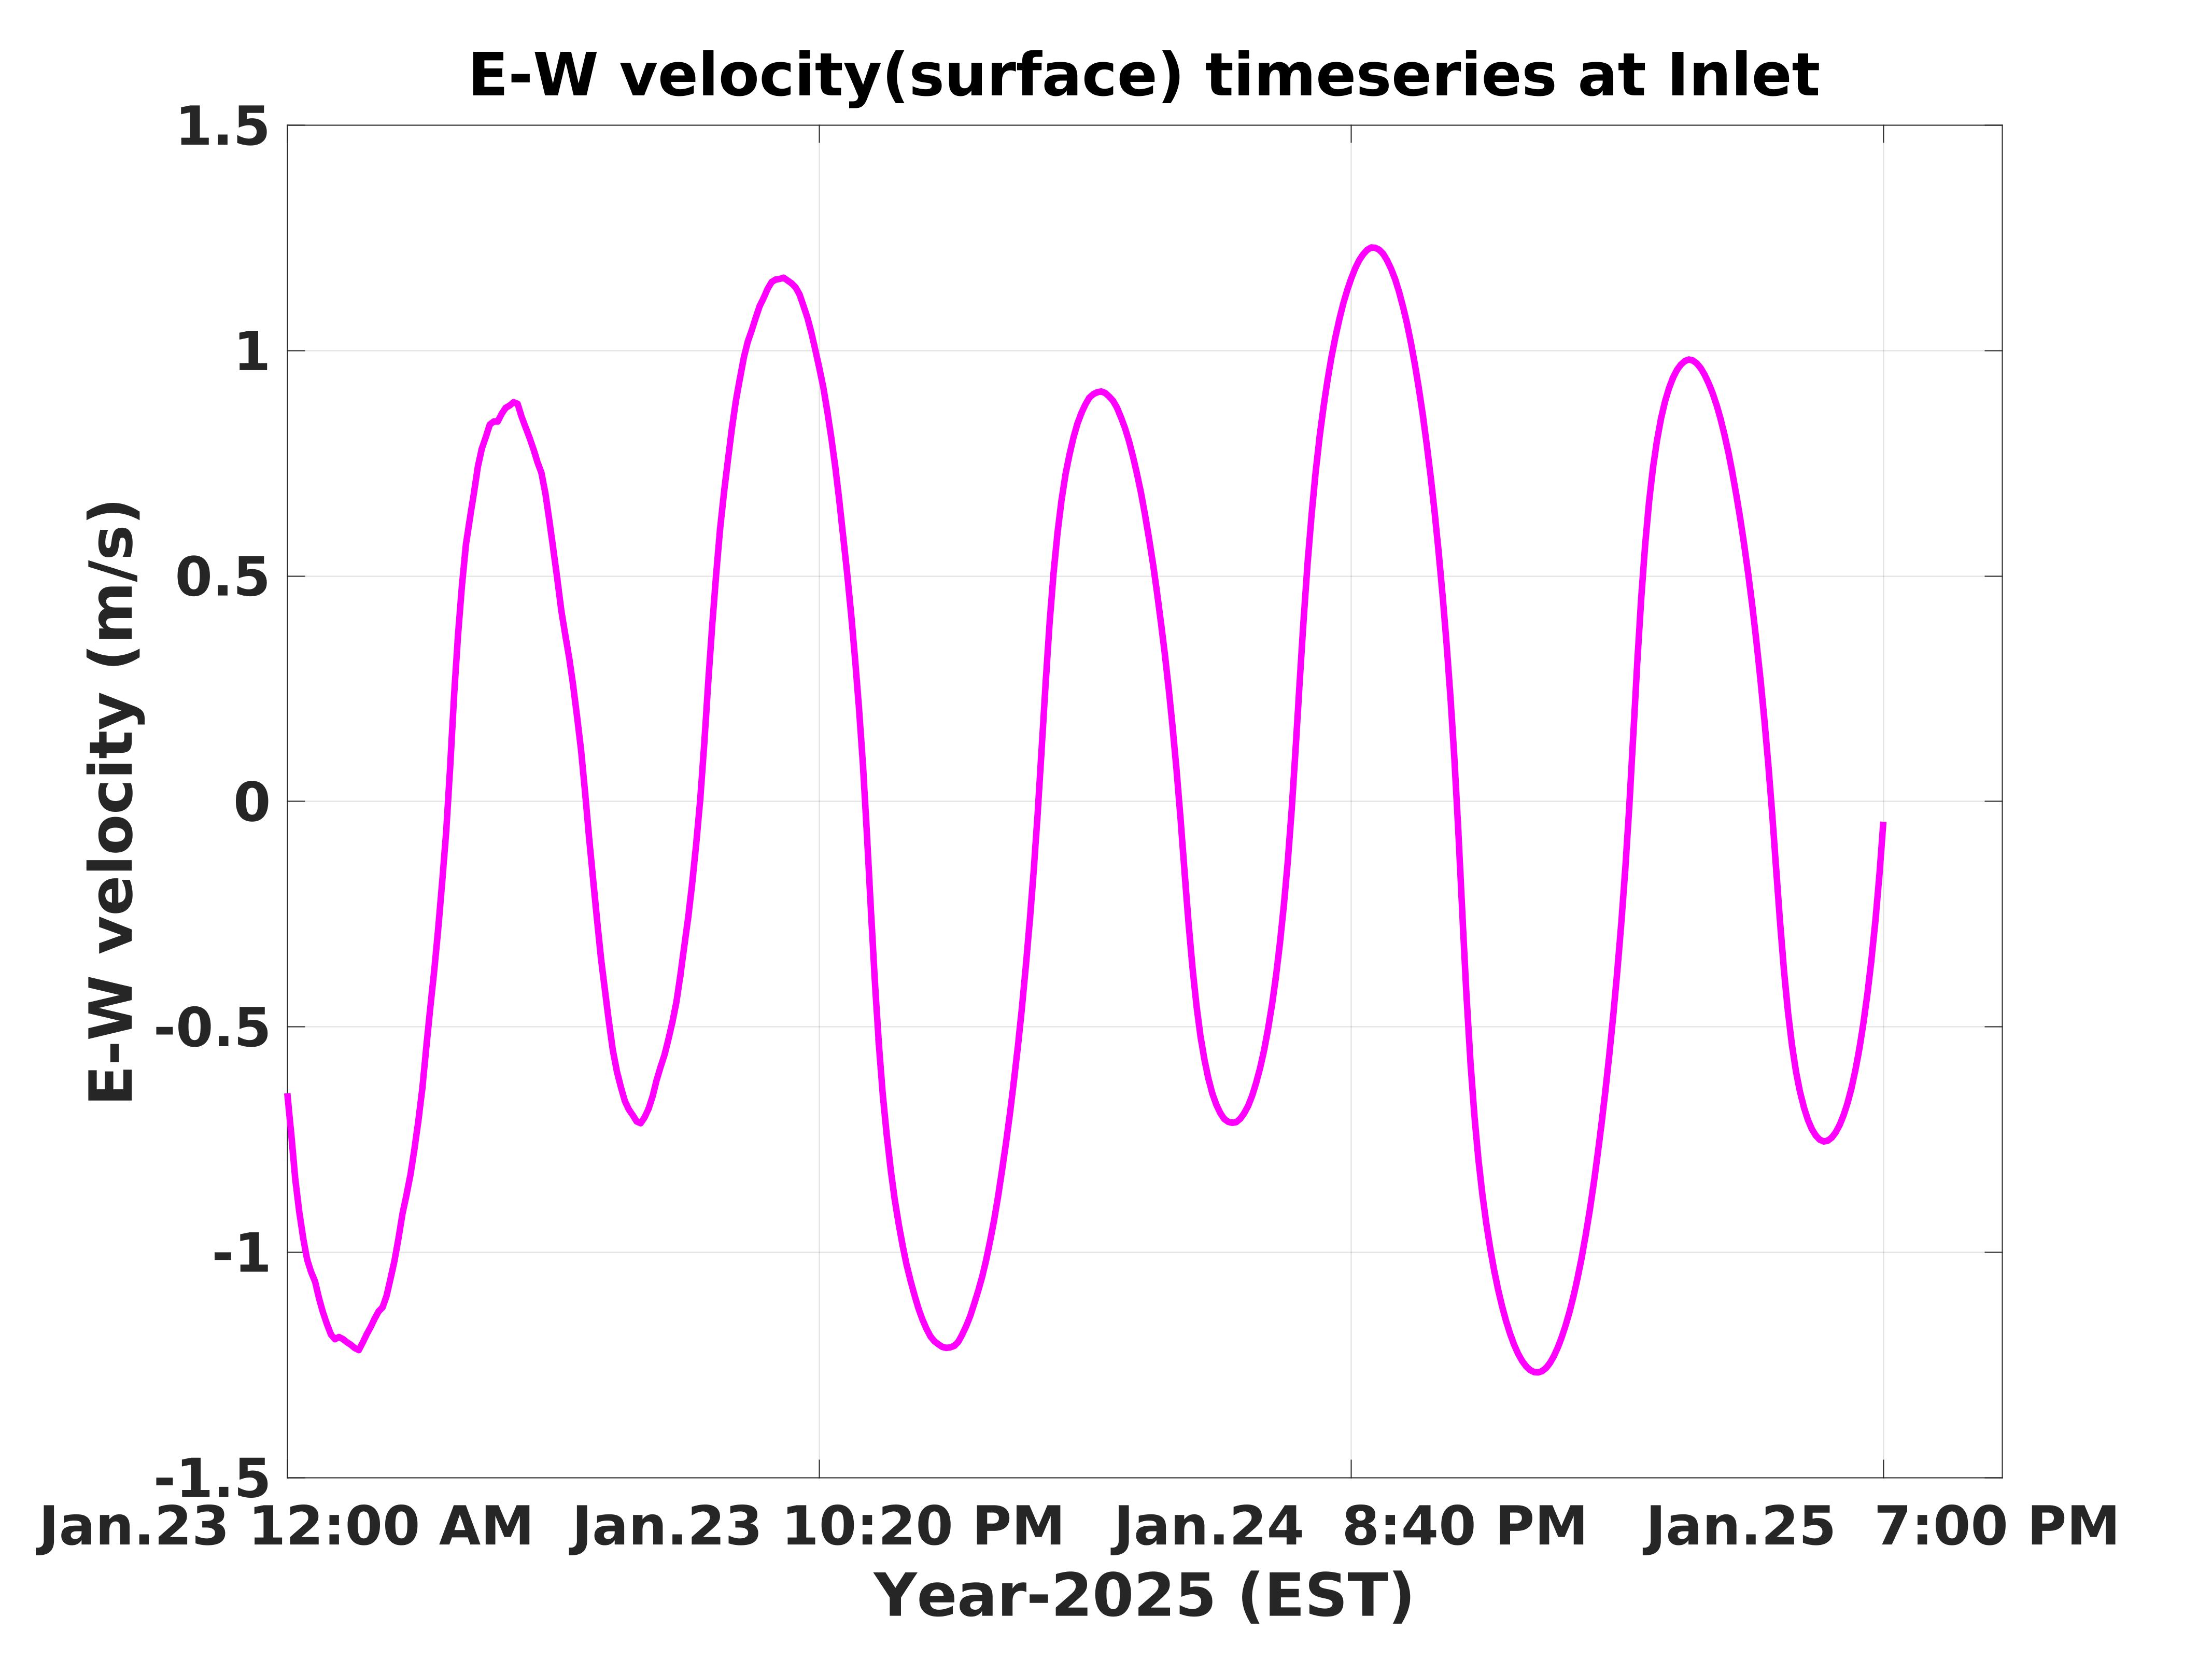 E-W velocity(surface) timeseries at Inlet
E-W velocity (m/s)
1.5
1
0.5
0
-0.5
-1
-1.5
Jan.23 12:00 AM Jan.23 10:20 PM Jan.24 8:40 PM Jan.25 7:00 PM
Year-2025 (EST)